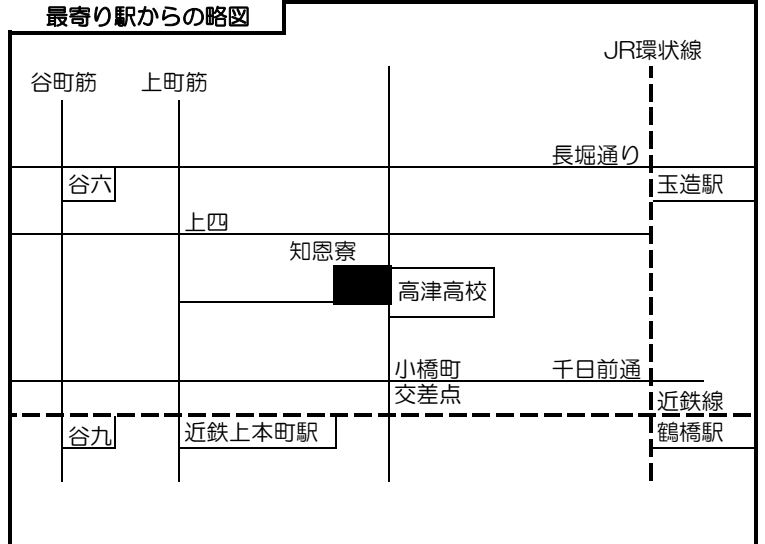 最寄り駅からの略図
JR環状線
谷町筋
上町筋
長堀通り
谷六
玉造駅
上四
知恩寮
高津高校
小橋町
交差点
千日前通
近鉄線
谷九
近鉄上本町駅
鶴橋駅